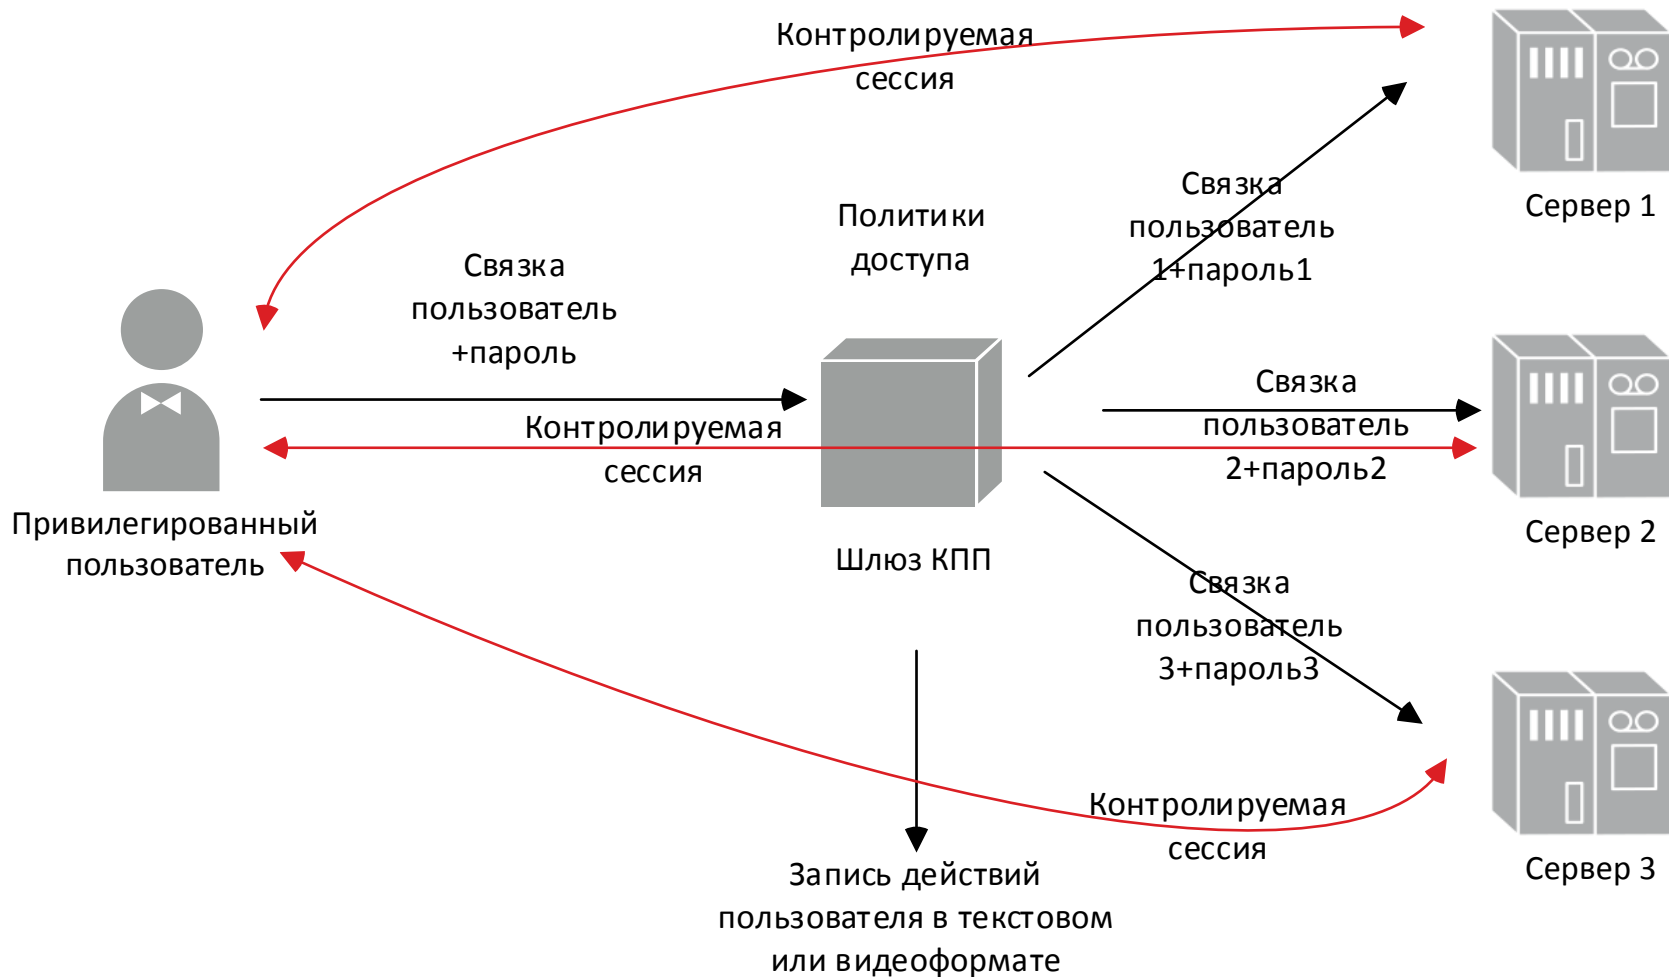 Контролируемая
сессия
Связка
пользователь
1+пароль1
Сервер 1
Политики
доступа
Связка
пользователь
+пароль
Связка
пользователь
2+пароль2
Контролируемая
сессия
Сервер 2
Привилегированный
пользователь
Шлюз КПП
Связка
пользователь
3+пароль3
Контролируемая
сессия
Сервер 3
Запись действий
пользователя в текстовом
или видеоформате